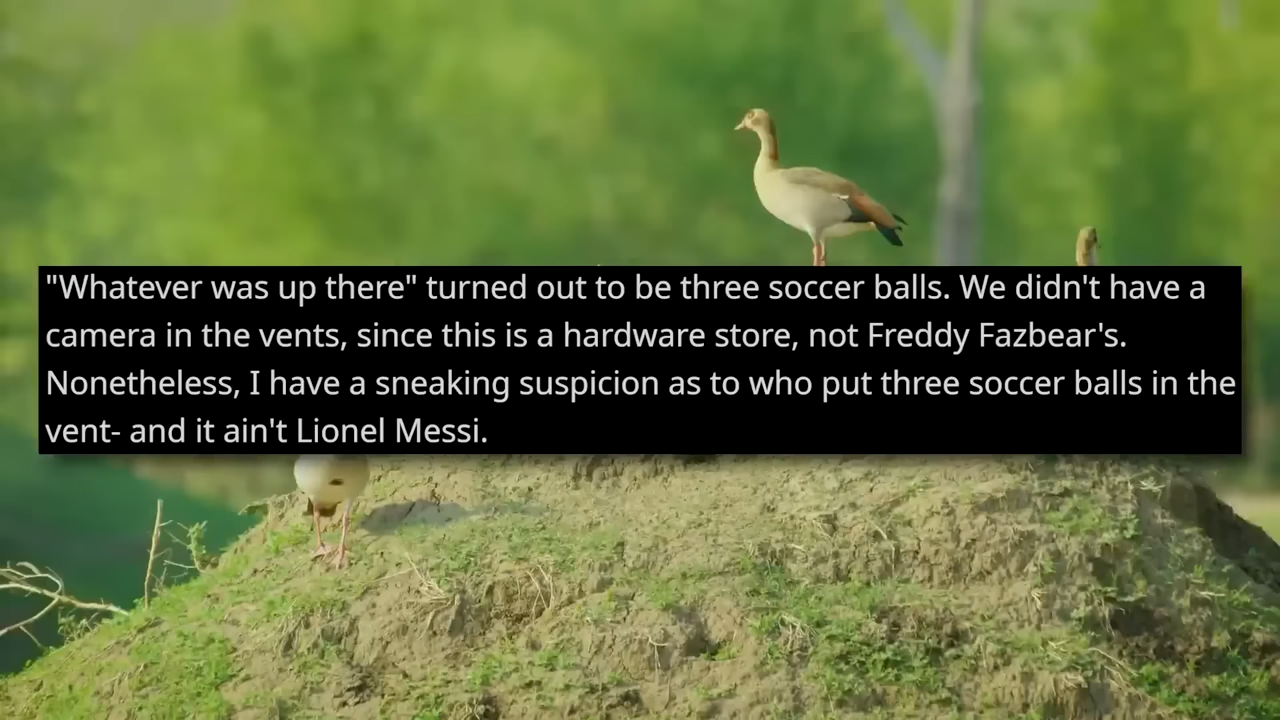 "Whatever was up there" turned out to be three soccer balls. We didn't have a
camera in the vents, since this is a hardware store, not Freddy Fazbear's.
Nonetheless, I have a sneaking suspicion as to who put three soccer balls in the
vent- and it ain't Lionel Messi.